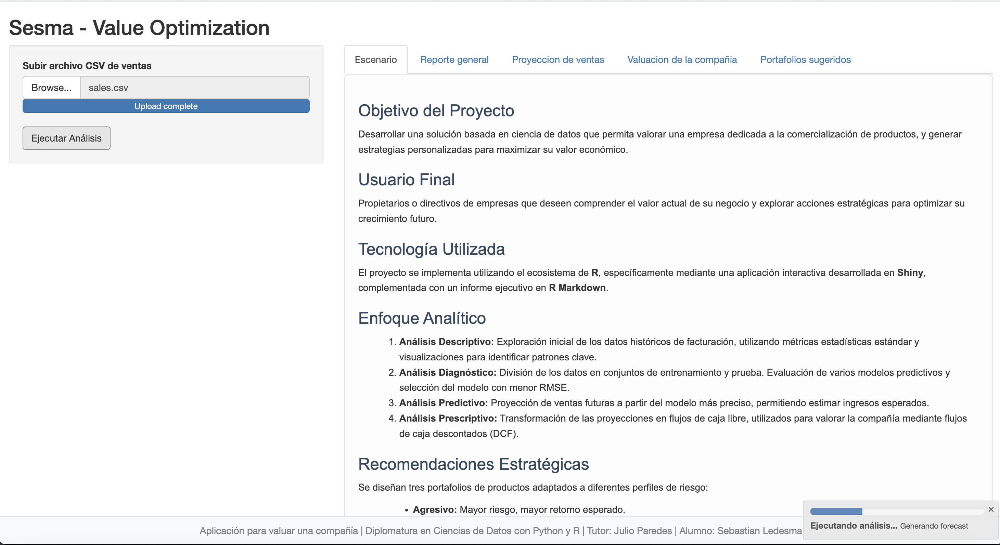 Sesma - Value Optimization
Subir archivo CSV de ventas
Browse...
sales.csv
Upload complete
Ejecutar Análisis
Escenario
Reporte general
Proyeccion de ventas
Valuacion de la compañia
Portafolios sugeridos
Objetivo del Proyecto
Desarrollar una solución basada en ciencia de datos que permita valorar una empresa dedicada a la comercialización de productos, y generar
estrategias personalizadas para maximizar su valor económico.
Usuario Final
Propietarios o directivos de empresas que deseen comprender el valor actual de su negocio y explorar acciones estratégicas para optimizar su
crecimiento futuro.
Tecnología Utilizada
El proyecto se implementa utilizando el ecosistema de R, específicamente mediante una aplicación interactiva desarrollada en Shiny,
complementada con un informe ejecutivo en R Markdown.
Enfoque Analítico
1. Análisis Descriptivo: Exploración inicial de los datos históricos de facturación, utilizando métricas estadísticas estándar y
visualizaciones para identificar patrones clave.
2. Análisis Diagnóstico: División de los datos en conjuntos de entrenamiento y prueba. Evaluación de varios modelos predictivos y
selección del modelo con menor RMSE.
3. Análisis Predictivo: Proyección de ventas futuras a partir del modelo más preciso, permitiendo estimar ingresos esperados.
4. Análisis Prescriptivo: Transformación de las proyecciones en flujos de caja libre, utilizados para valorar la compañía mediante flujos
de caja descontados (DCF).
Recomendaciones Estratégicas
Se diseñan tres portafolios de productos adaptados a diferentes perfiles de riesgo:
• Agresivo: Mayor riesgo, mayor retorno esperado.
Aplicación para valuar una compañía | Diplomatura en Ciencias de Datos con Python y R | Tutor: Julio Paredes | Alumno: Sebastian Ledesma
Ejecutando análisis... Generando forecast